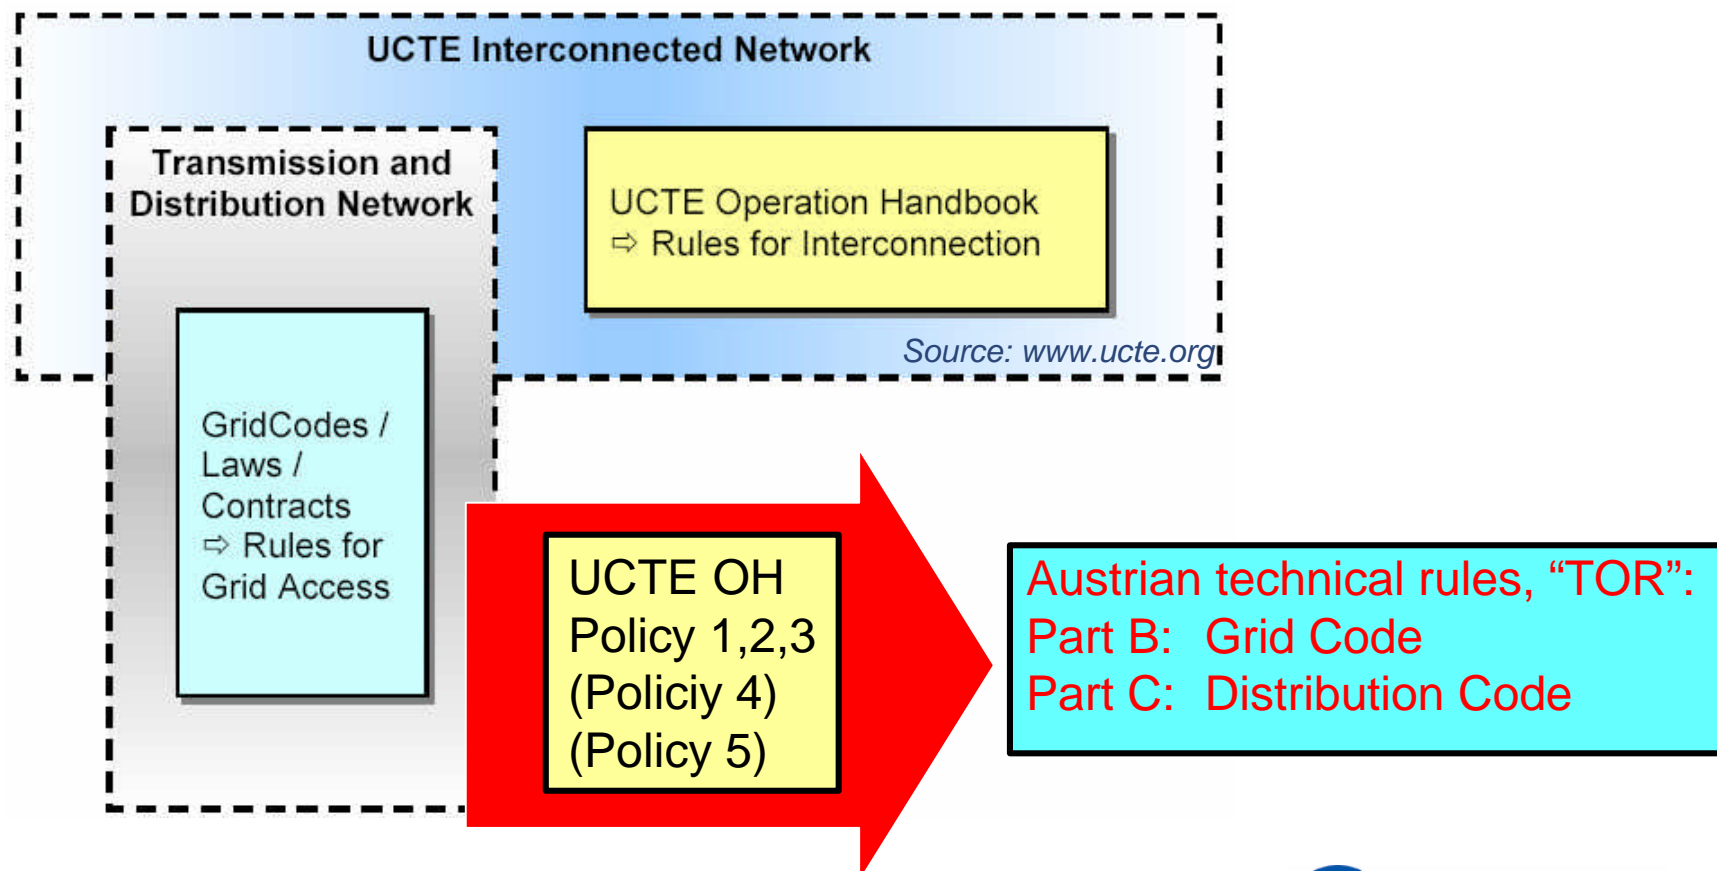 UCTE Interconnected Network
Transmission and
Distribution Network
UCTE Operation Handbook
⇨ Rules for Interconnection
Source: www.ucte.org
GridCodes /
Laws /
Contracts
⇨ Rules for
Grid Access
UCTE OH
Policy 1,2,3
(Policiy 4)
(Policy 5)
Austrian technical rules, “TOR”:
Part B: Grid Code
Part C: Distribution Code